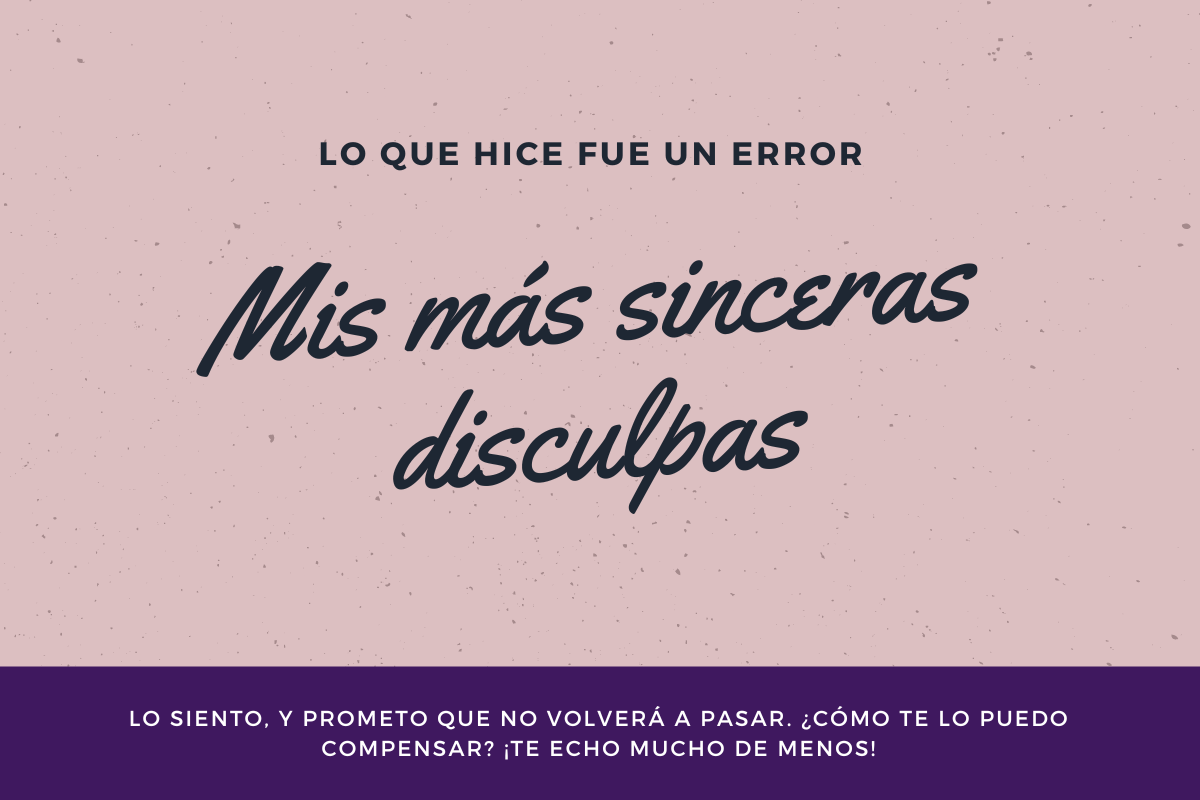 LO QUE HICE FUE UN ERROR
Mis más sinceras
disculpas
LO SIENTO, Y PROMETO QUE NO VOLVERÁ A PASAR. ¿CÓMO TE LO PUEDO
COMPENSAR? ¡TE ECHO MUCHO DE MENOS!